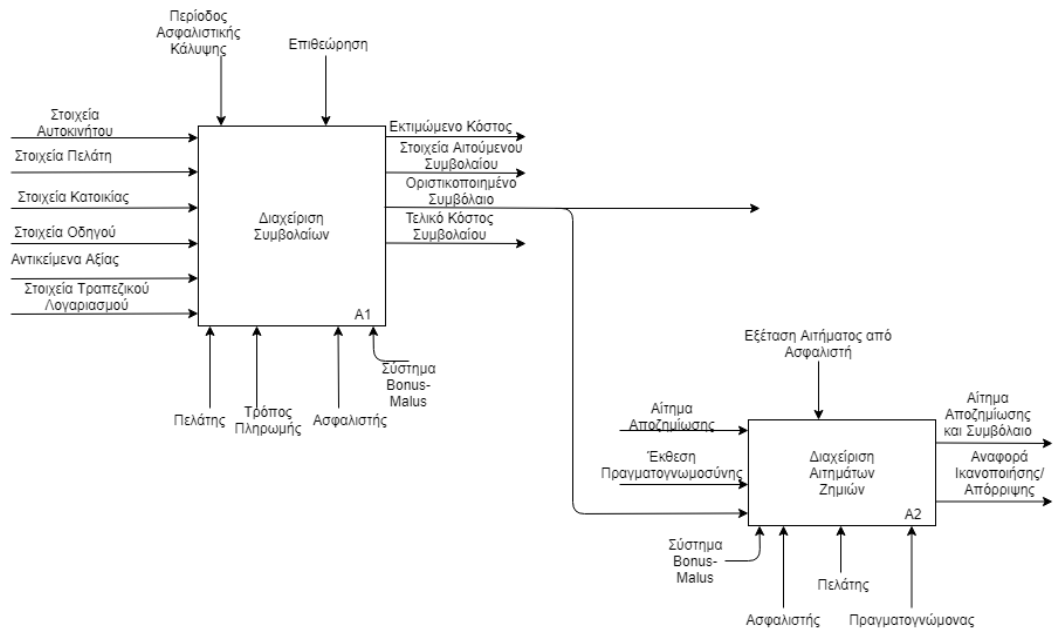 Περίοδος
Ασφαλιστικής
Κάλυψης
Επιθεώρηση
Στοιχεία
Αυτοκινήτου
Στοιχεία Πελάτη
Στοιχεία Κατοικίας
Στοιχεία Οδηγού
Αντικείμενα Αξίας
Στοιχεία Τραπεζικού
Λογαριασμού
Διαχείριση
Συμβολαίων
A1
Εκτιμώμενο Κόστος
Στοιχεία Αιτούμενου
Συμβολαίου
Οριστικοποιημένο
Συμβόλαιο
Τελικό Κόστος
Συμβολαίου
Πελάτης
Τρόπος
Πληρωμής
Ασφαλιστής
Σύστημα
Bonus-
Malus
Εξέταση Αιτήματος από
Ασφαλιστή
Αίτημα
Αποζημίωσης
Έκθεση
Πραγματογνωμοσύνης
Διαχείριση
Αιτημάτων
Ζημιών
A2
Αίτημα
Αποζημίωσης
και Συμβόλαιο
Αναφορά
Ικανοποιήσης/
Απόρριψης
Σύστημα
Bonus-
Malus
Ασφαλιστής
Πελάτης
Πραγματογνώμονας